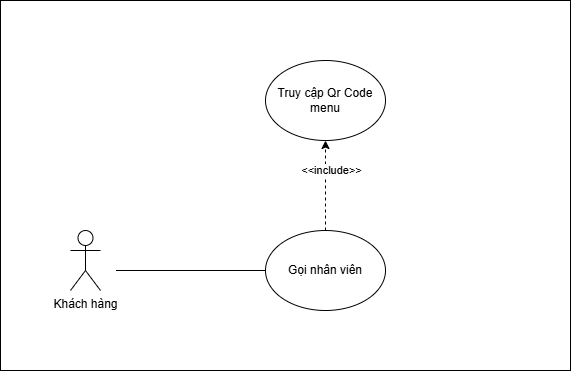 Truy cập Qr Code
menu
<<include>>
Gọi nhân viên
Khách hàng